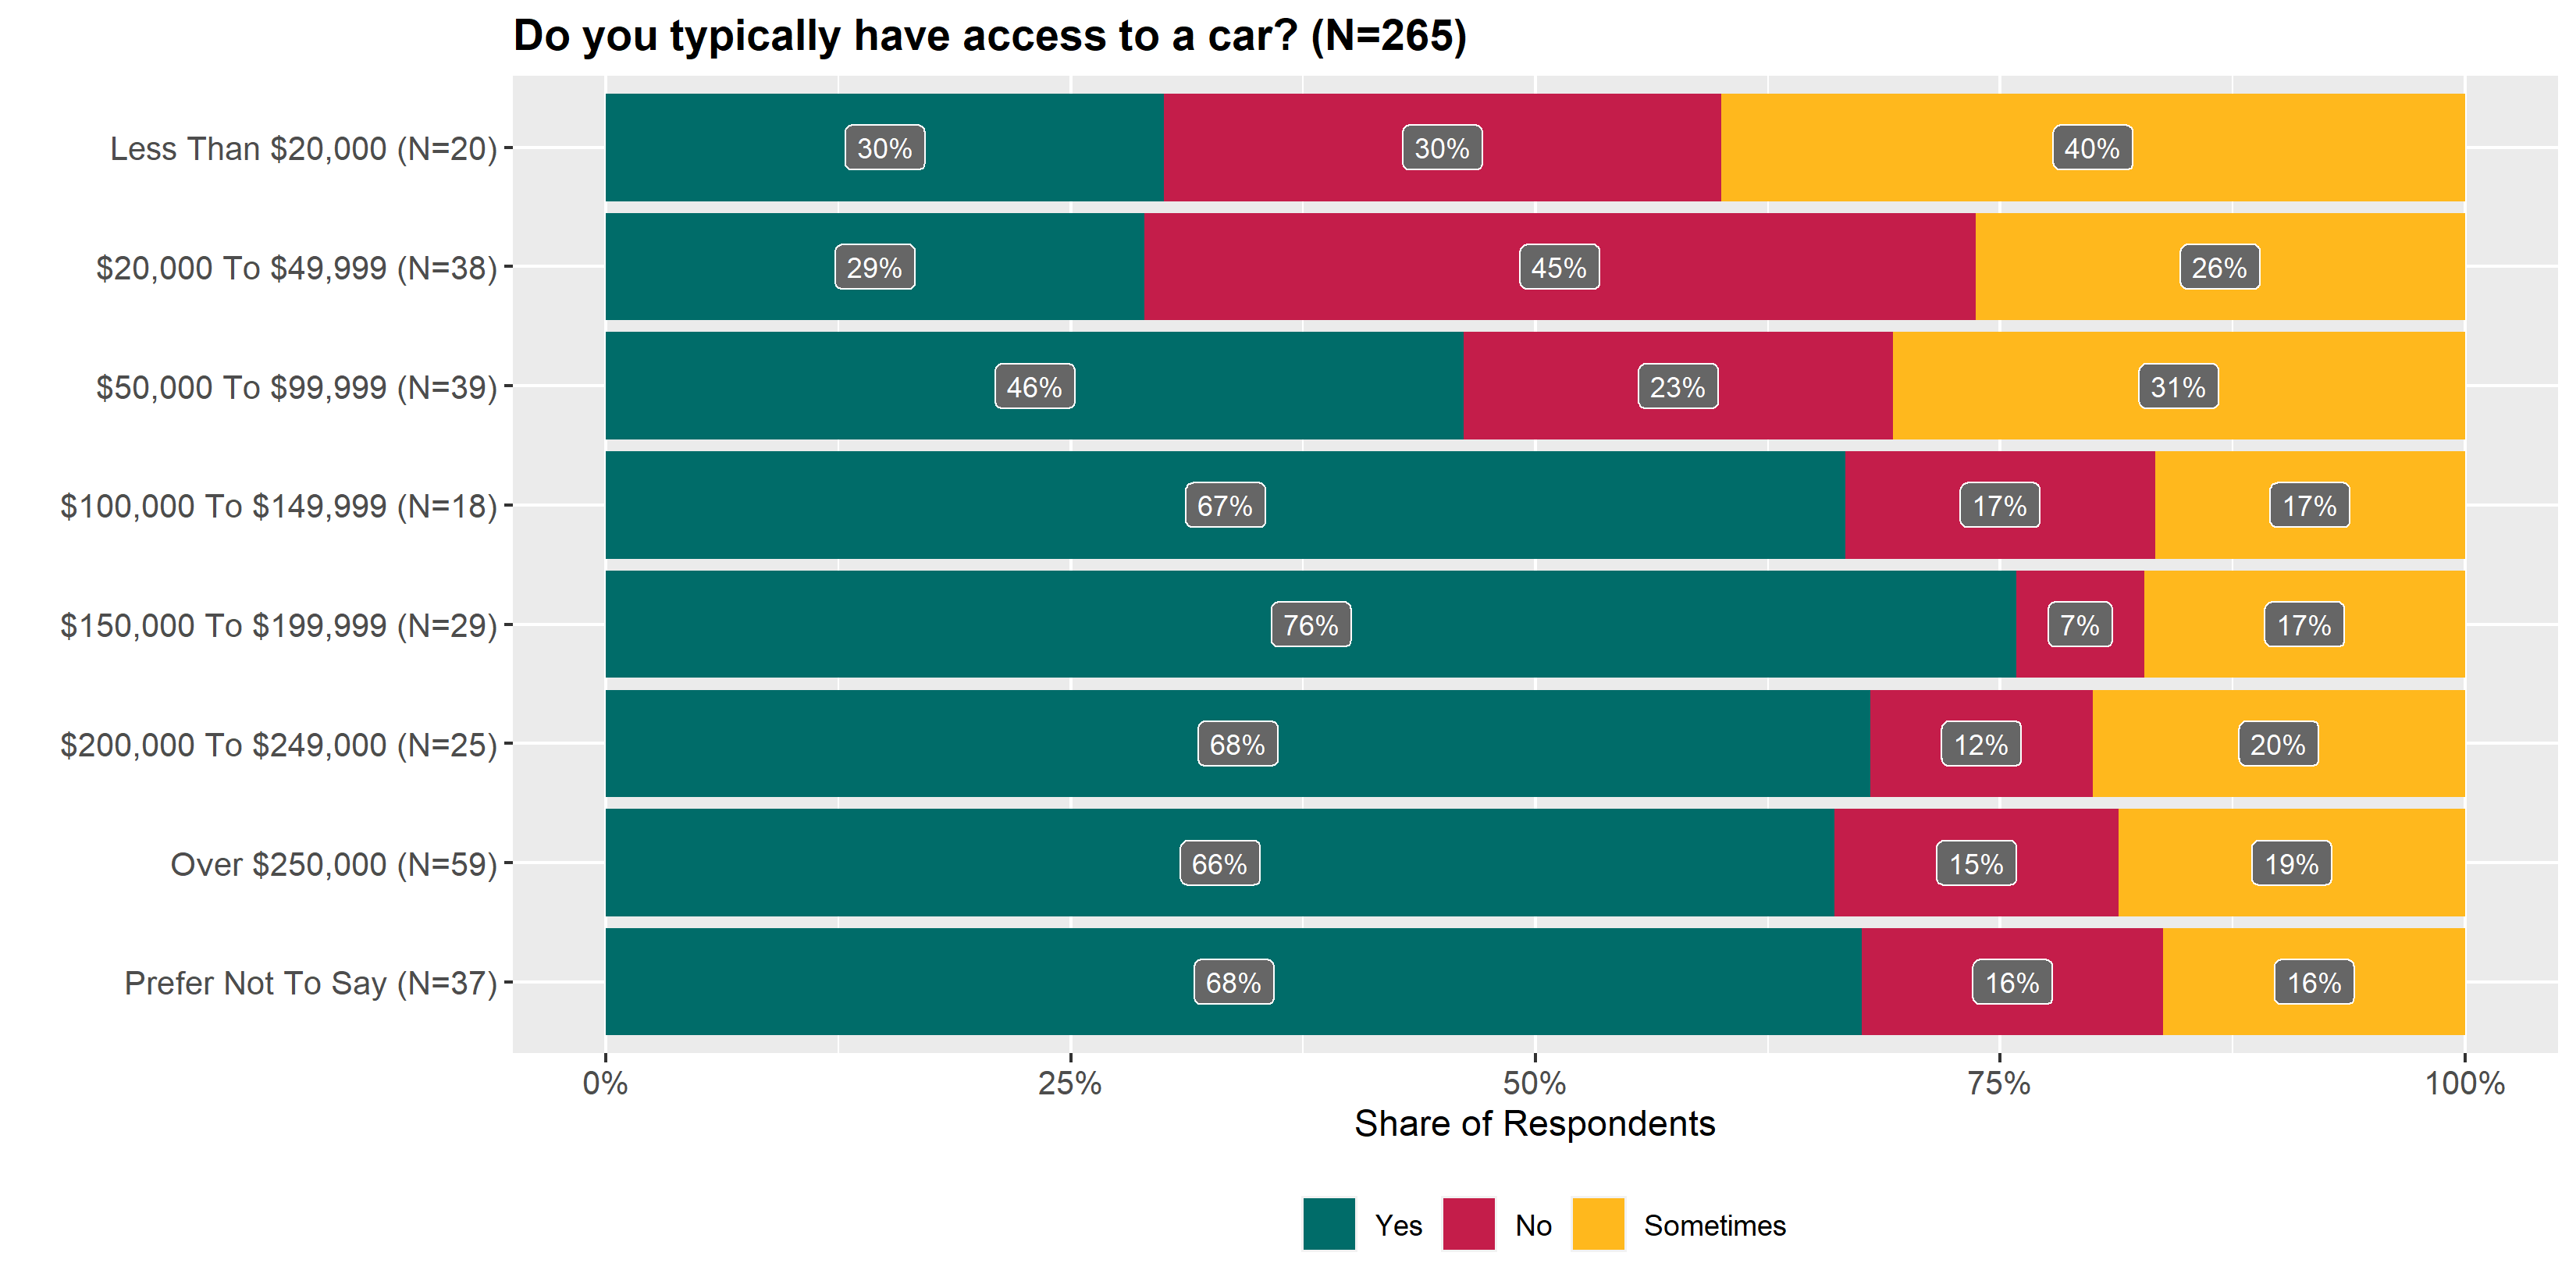 Do you typically have access to a car? (N=265)
Less Than $20,000 (N=20) 30% 30% 40%
$20,000 To $49,999 (N=38) 29% 45% 26%
$50,000 To $99,999 (N=39) 46% 23% 31%
$100,000 To $149,999 (N=18) 67% 17% 17%
$150,000 To $199,999 (N=29) 76% 7% 17%
$200,000 To $249,000 (N=25) 68% 12% 20%
Over $250,000 (N=59) 66% 15% 19%
Prefer Not To Say (N=37) 68% 16% 16%
0% 25% 50% 75% 100%
Share of Respondents
Yes No Sometimes